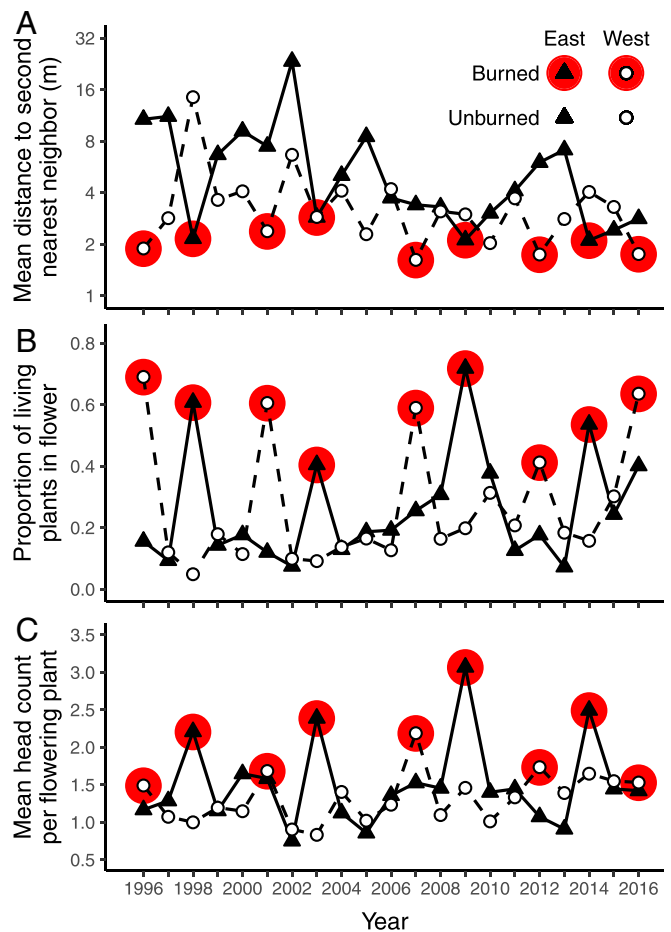 A
Mean distance to second
nearest neighbor (m)
32
16
8
4
2
1
East West
Burned
Unburned
B
Proportion of living
plants in flower
0.8
0.6
0.4
0.2
0.0
C
Mean head count
per flowering plant
3.5
3.0
2.5
2.0
1.5
1.0
0.5
1996 1998 2000 2002 2004 2006 2008 2010 2012 2014 2016
Year